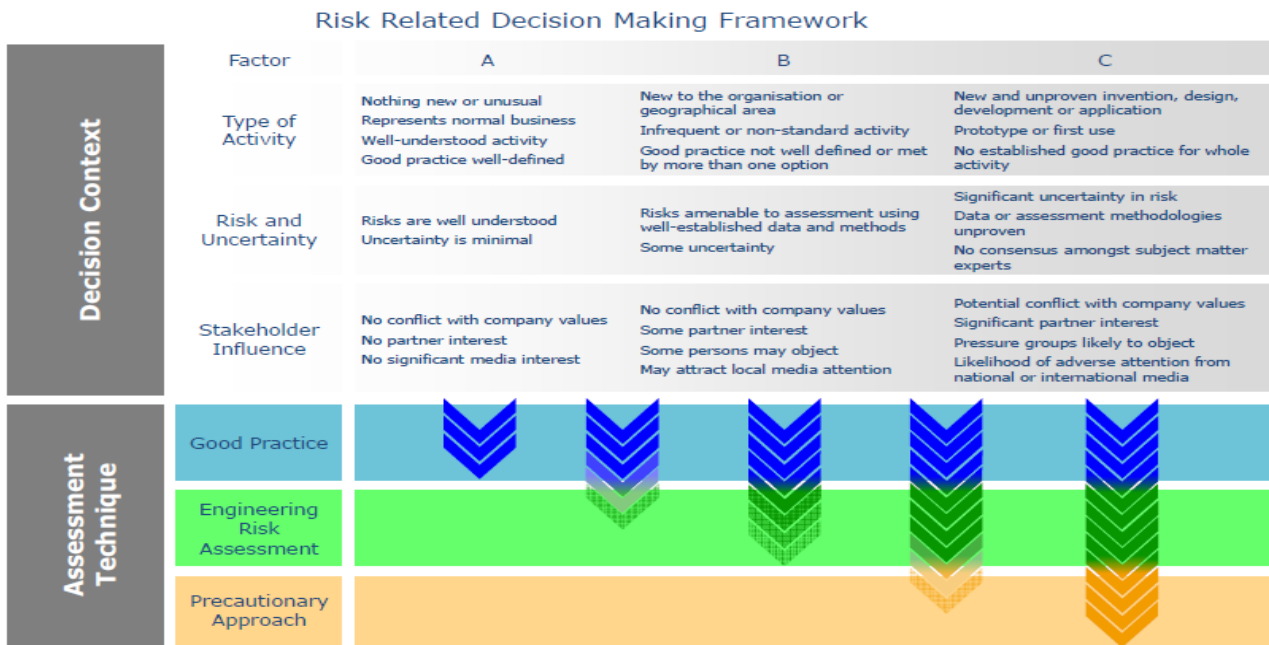 Risk Related Decision Making Framework
Decision Context
Factor
A
B
C
Type of
Activity
Nothing new or unusual
Represents normal business
Well-understood activity
Good practice well-defined
New to the organisation or
geographical area
Infrequent or non-standard activity
Good practice not well defined or met
by more than one option
New and unproven invention, design,
development or application
Prototype or first use
No established good practice for whole
activity
Risk and
Uncertainty
Risks are well understood
Uncertainty is minimal
Risks amenable to assessment using
well-established data and methods
Some uncertainty
Significant uncertainty in risk
Data or assessment methodologies
unproven
No consensus amongst subject matter
experts
Stakeholder
Influence
No conflict with company values
No partner interest
No significant media interest
No conflict with company values
Some partner interest
Some persons may object
May attract local media attention
Potential conflict with company values
Significant partner interest
Pressure groups likely to object
Likelihood of adverse attention from
national or international media
Assessment
Technique
Good Practice
Engineering
Risk
Assessment
Precautionary
Approach